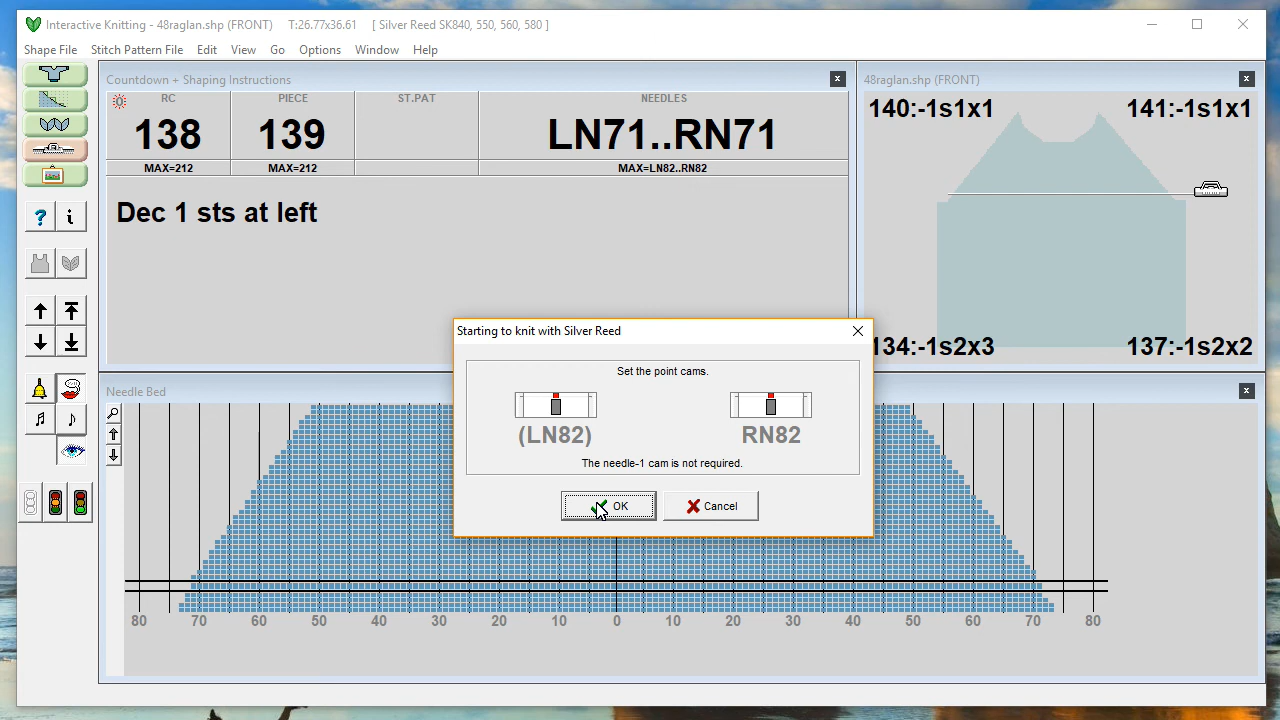 Interactive Knitting - 48raglan.shp (FRONT) T:26.77x36.61 [ Silver Reed SK840, 550, 560, 580 ]
Shape File Stitch Pattern File Edit View Go Options Window Help
Countdown + Shaping Instructions
RC PIECE ST.PAT NEEDLES
138 139 LN71..RN71
MAX=212 MAX=212 MAX=LN82..RN82
Dec 1 sts at left
48raglan.shp (FRONT)
140:-1s1x1 141:-1s1x1
134:-1s2x3 137:-1s2x2
Starting to knit with Silver Reed
Set the point cams.
(LN82) RN82
The needle-1 cam is not required.
OK Cancel
Needle Bed
80 70 60 50 40 30 20 10 0 10 20 30 40 50 60 70 80